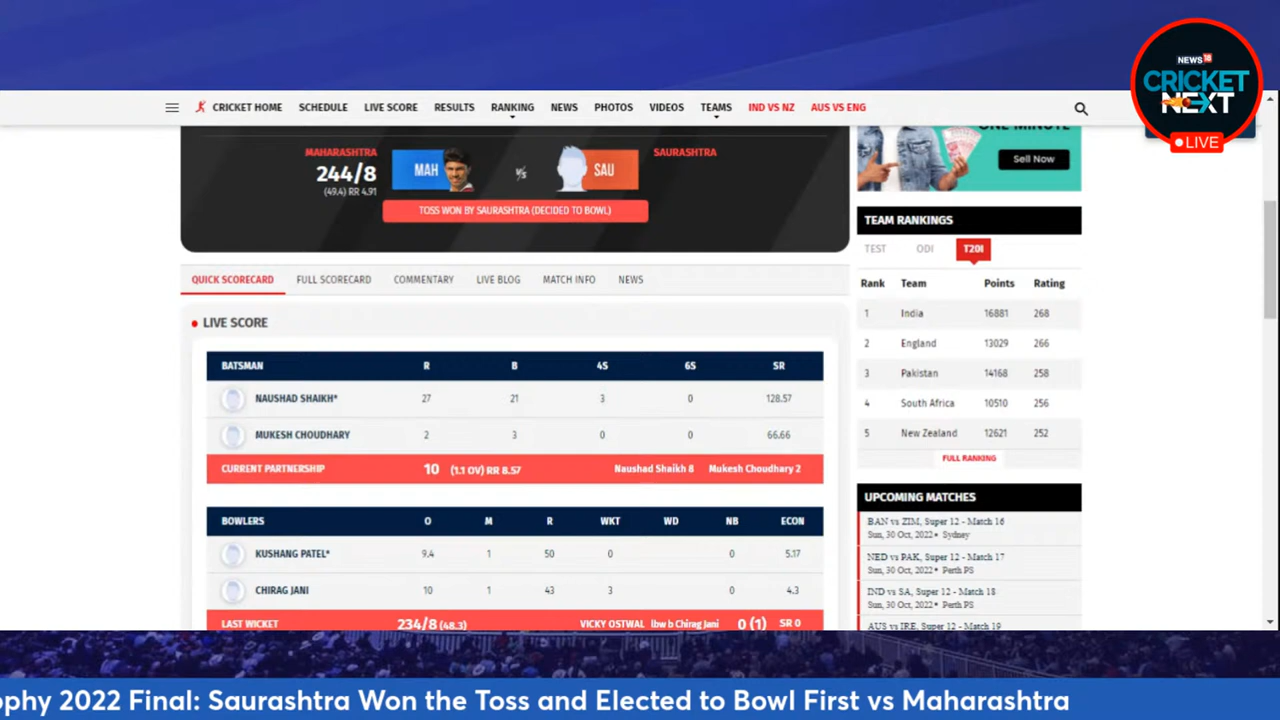 NEWS18
CRICKET
NEXT
LIVE
CRICKET HOME SCHEDULE LIVE SCORE RESULTS RANKING NEWS PHOTOS VIDEOS TEAMS IND VS NZ AUS VS ENG
MAHARASHTRA
244/8
(49.4) RR 4.91
MAH V/S SAU
SAURASHTRA
TOSS WON BY SAURASHTRA (DECIDED TO BOWL)
ONE MINUTE
Sell Now
QUICK SCORECARD FULL SCORECARD COMMENTARY LIVE BLOG MATCH INFO NEWS
LIVE SCORE
BATSMAN R B 4S 6S SR
NAUSHAD SHAIKH* 27 21 3 0 128.57
MUKESH CHOUDHARY 2 3 0 0 66.66
CURRENT PARTNERSHIP 10 (1.1 OV) RR 8.57 Naushad Shaikh 8 Mukesh Choudhary 2
BOWLERS O M R WKT WD NB ECON
KUSHANG PATEL* 9.4 1 50 0 0 5.17
CHIRAG JANI 10 1 43 3 0 4.3
LAST WICKET 234/8 (48.3) VICKY OSTWAL lbw b Chirag Jani 0 (1) SR 0
TEAM RANKINGS
TEST ODI T20I
Rank Team Points Rating
1 India 16881 268
2 England 13029 266
3 Pakistan 14168 258
4 South Africa 10510 256
5 New Zealand 12621 252
FULL RANKING
UPCOMING MATCHES
BAN vs ZIM, Super 12 - Match 16
Sun, 30 Oct, 2022• Sydney
NED vs PAK, Super 12 - Match 17
Sun, 30 Oct, 2022• Perth PS
IND vs SA, Super 12 - Match 18
Sun, 30 Oct, 2022• Perth PS
AUS vs IRE, Super 12 - Match 19
ophy 2022 Final: Saurashtra Won the Toss and Elected to Bowl First vs Maharashtra